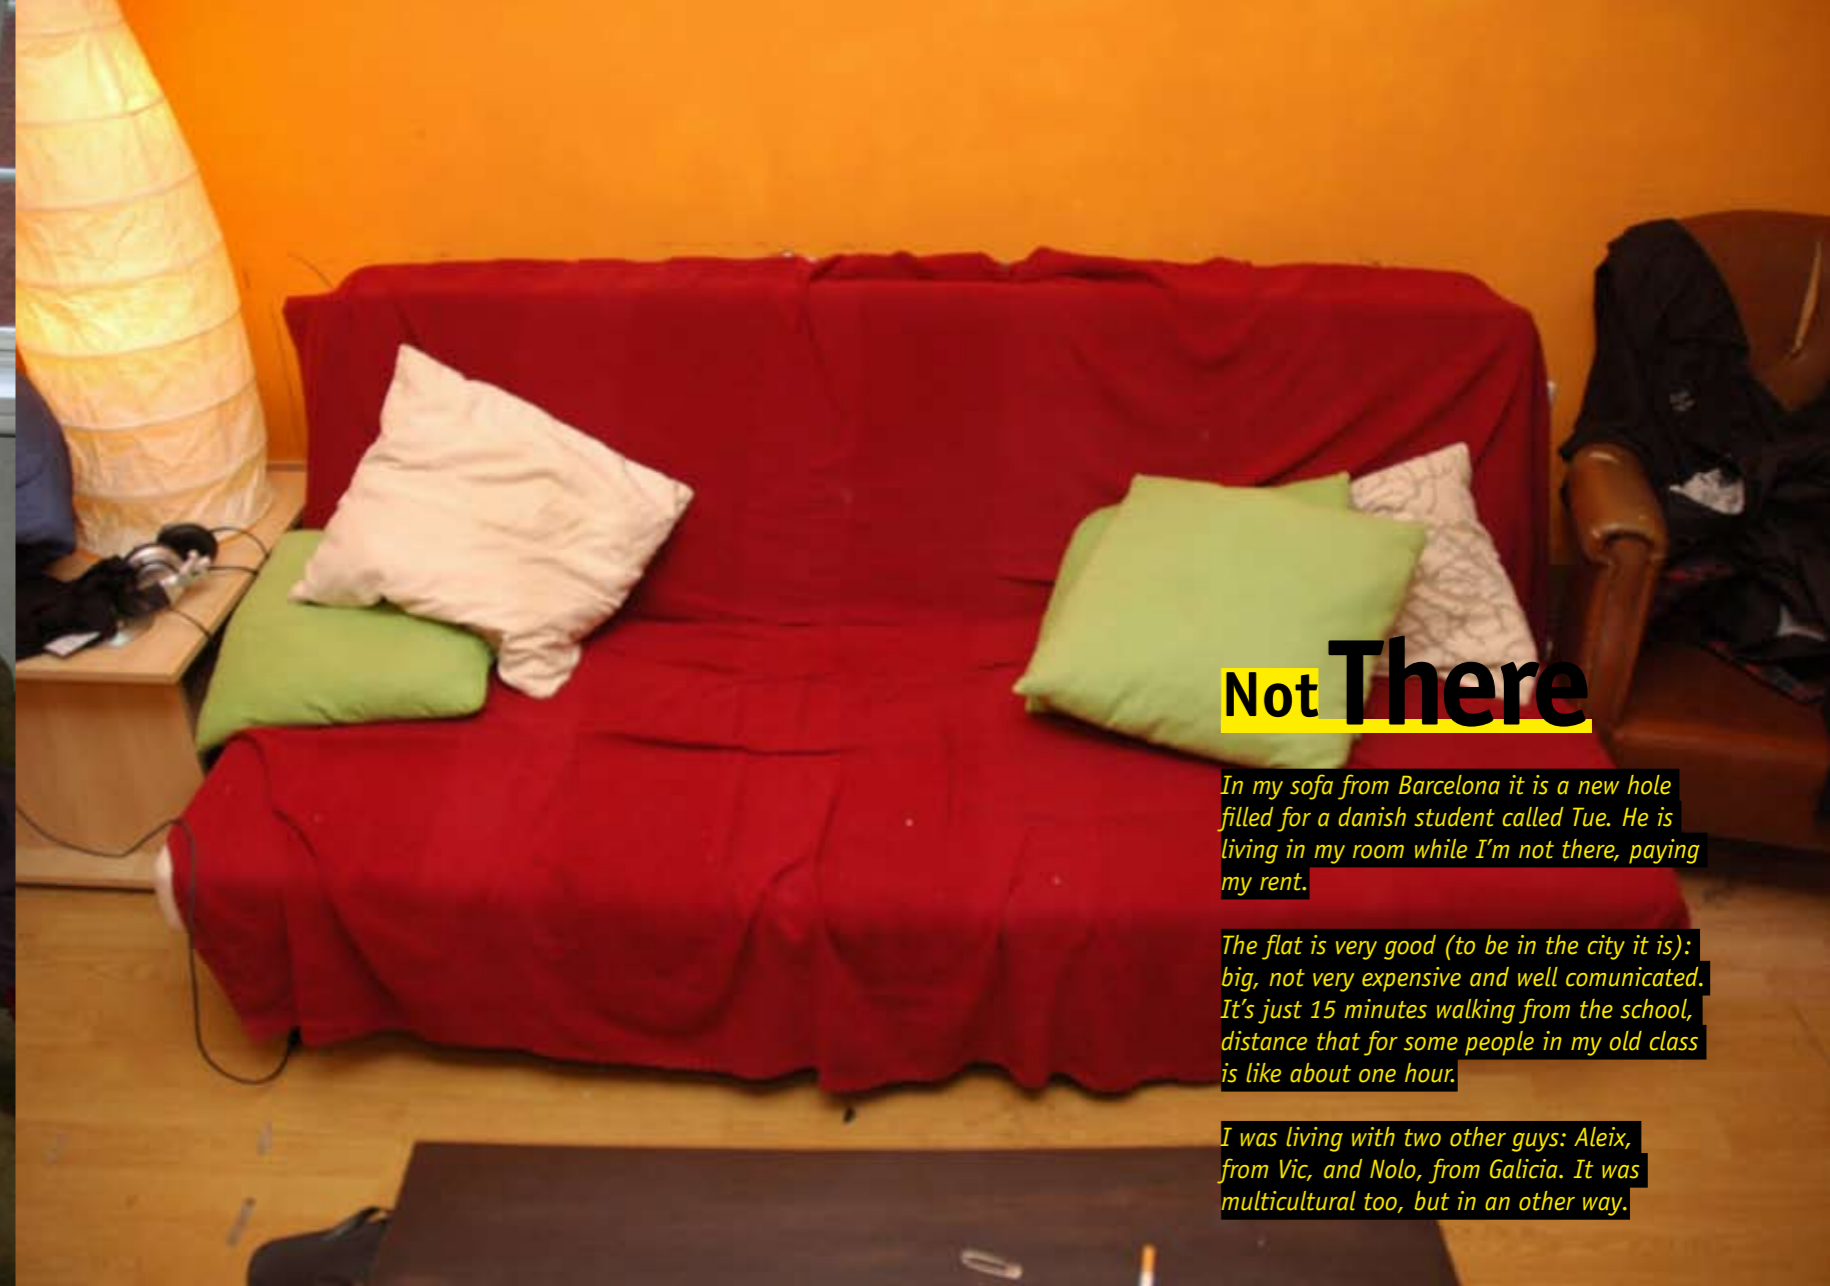 Not There
In my sofa from Barcelona it is a new hole
filled for a danish student called Tue. He is
living in my room while I'm not there, paying
my rent.
The flat is very good (to be in the city it is):
big, not very expensive and well comunicated.
It's just 15 minutes walking from the school,
distance that for some people in my old class
is like about one hour.
I was living with two other guys: Aleix,
from Vic, and Nolo, from Galicia. It was
multicultural too, but in an other way.